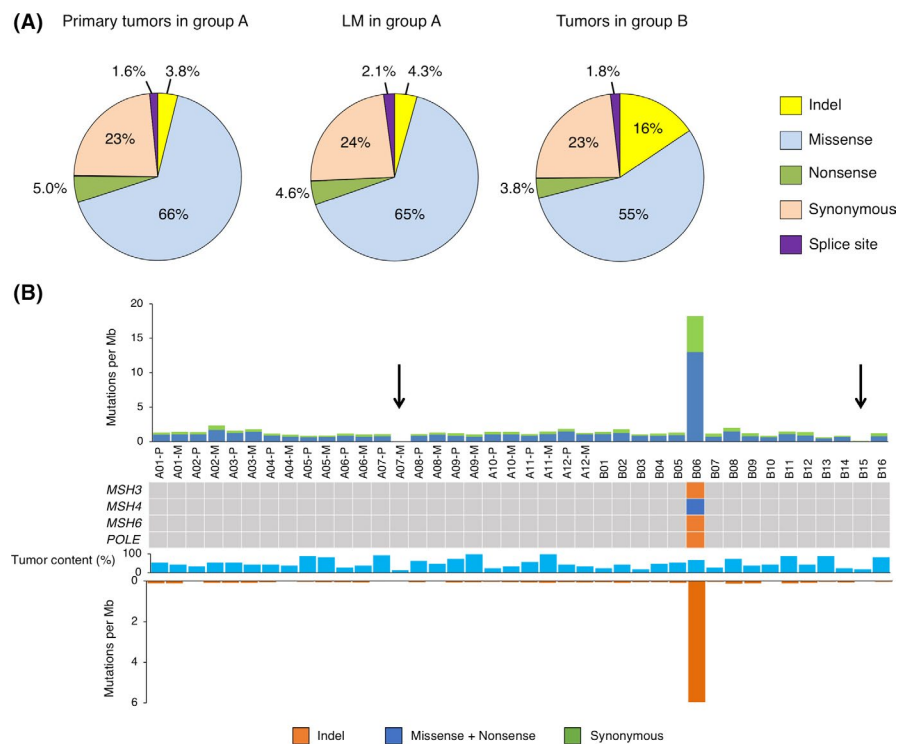 (A)
Primary tumors in group A
LM in group A
Tumors in group B
1.6%
3.8%
23%
5.0%
66%
2.1%
4.3%
24%
4.6%
65%
1.8%
16%
23%
3.8%
55%
Indel
Missense
Nonsense
Synonymous
Splice site
(B)
Mutations per Mb
20
15
10
5
0
A01-P
A01-M
A02-P
A02-M
A03-P
A03-M
A04-P
A04-M
A05-P
A05-M
A06-P
A06-M
A07-P
A07-M
A08-P
A08-M
A09-P
A09-M
A10-P
A10-M
A11-P
A11-M
A12-P
A12-M
B01
B02
B03
B04
B05
B06
B07
B08
B09
B10
B11
B12
B13
B14
B15
B16
MSH3
MSH4
MSH6
POLE
Tumor content (%)
100
0
Mutations per Mb
0
2
4
6
Indel
Missense + Nonsense
Synonymous